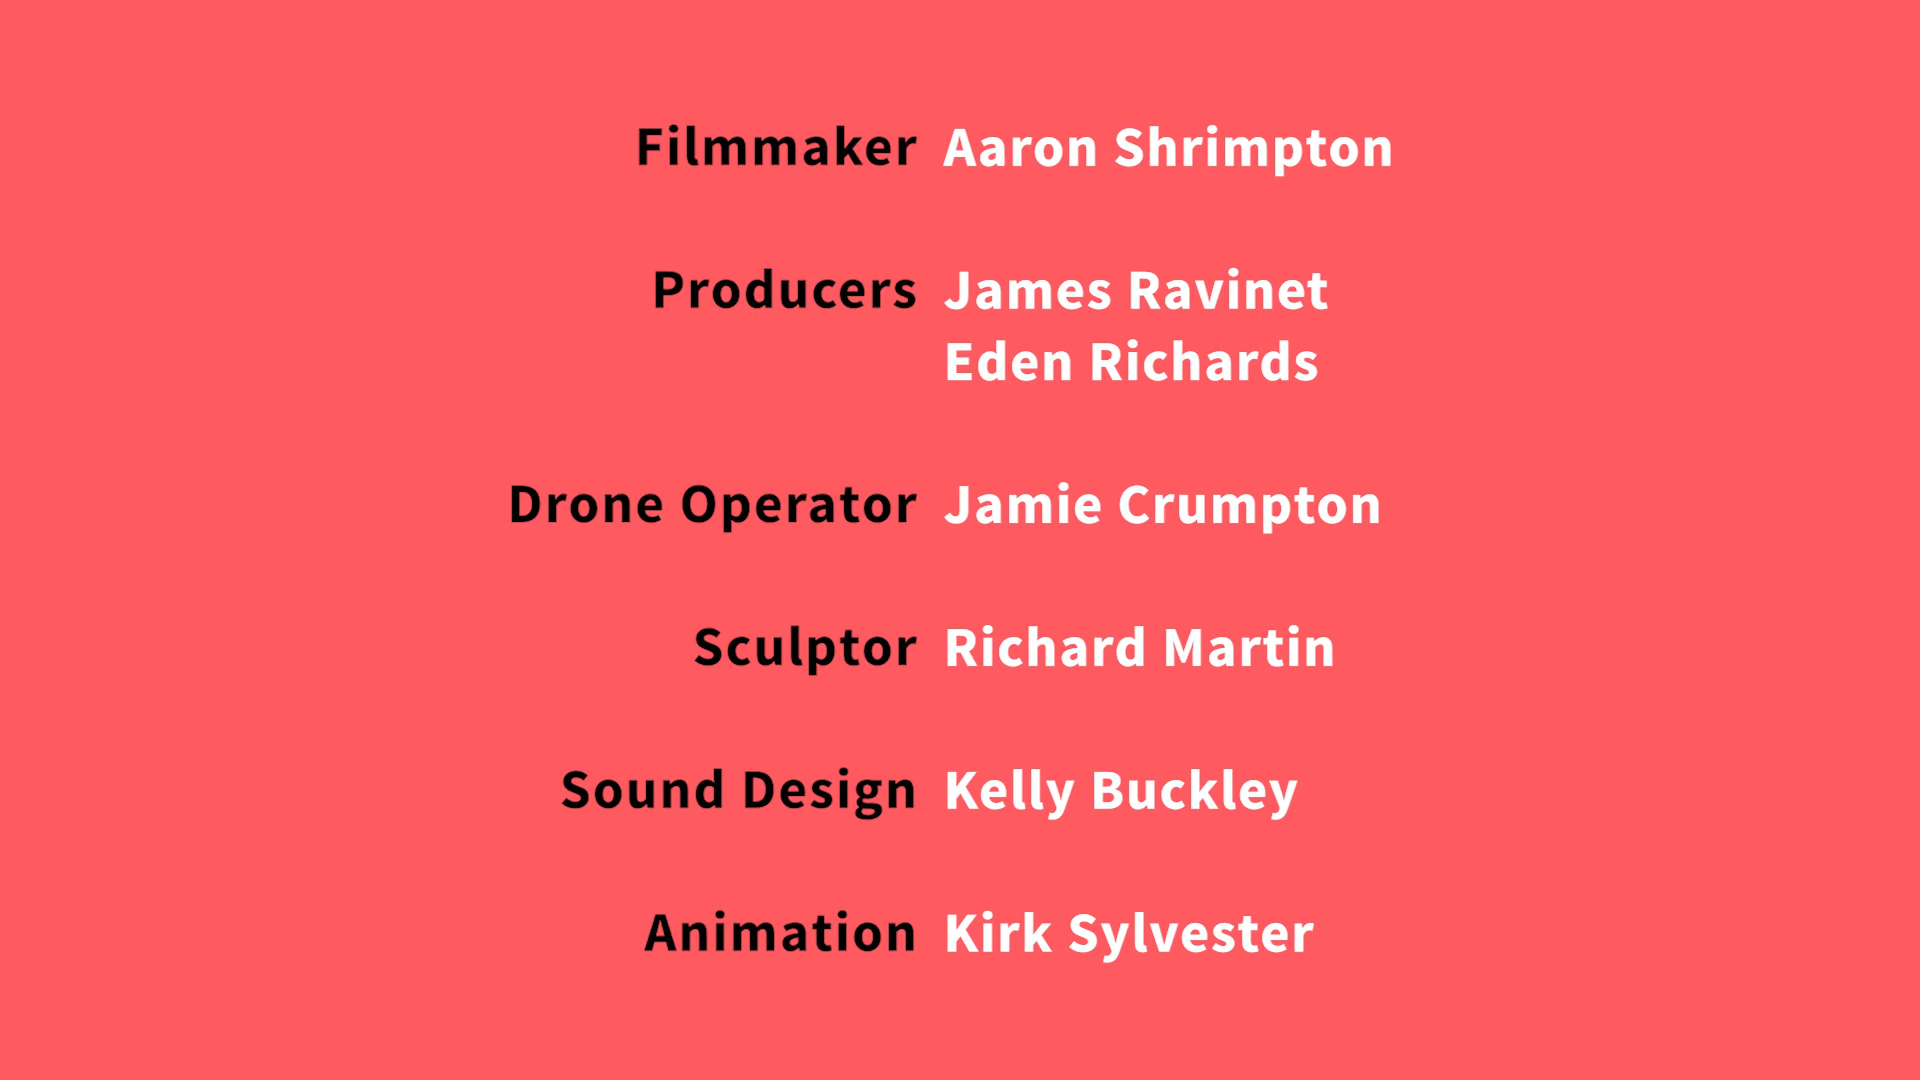 Filmmaker Aaron Shrimpton
Producers James Ravinet
Eden Richards
Drone Operator Jamie Crumpton
Sculptor Richard Martin
Sound Design Kelly Buckley
Animation Kirk Sylvester